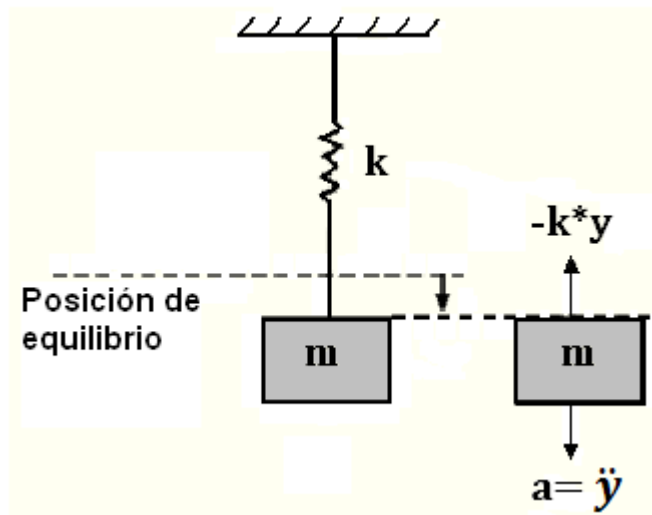 k
-k*y
Posición de
equilibrio
m
m
a= ÿ